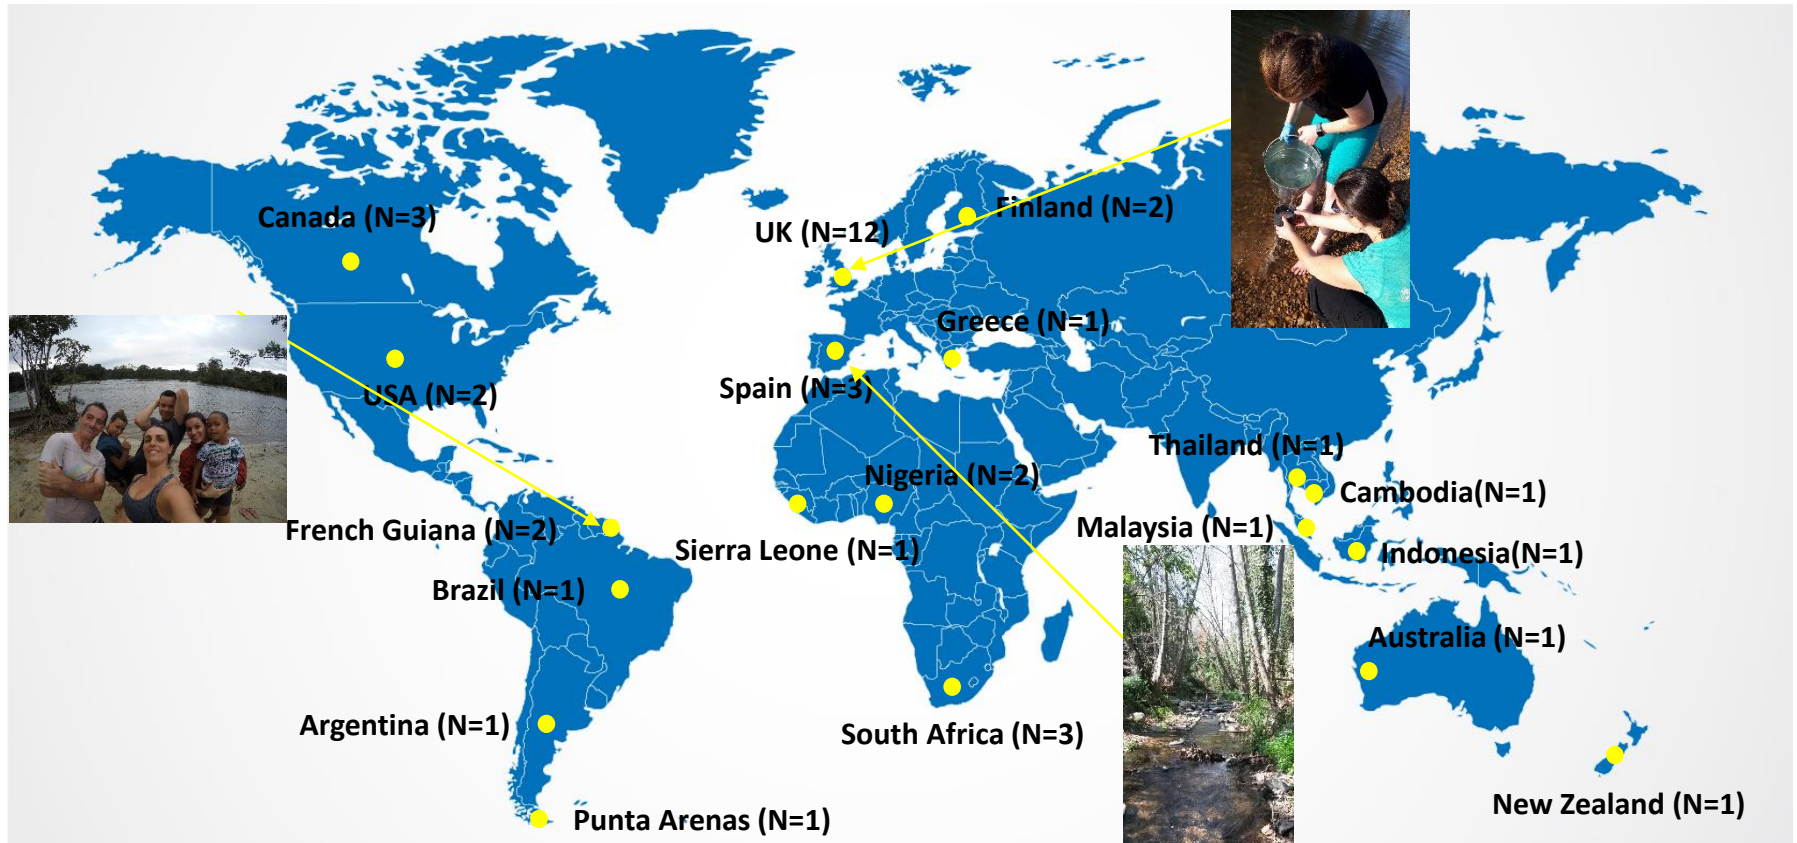 Canada (N=3)
Finland (N=2)
UK (N=12)
Greece (N=1)
USA (N=2)
Spain (N=3)
Thailand (N=1)
Nigeria (N=2)
Cambodia(N=1)
French Guiana (N=2)
Malaysia (N=1)
Sierra Leone (N=1)
Indonesia(N=1)
Brazil (N=1)
Australia (N=1)
Argentina (N=1)
South Africa (N=3)
New Zealand (N=1)
Punta Arenas (N=1)